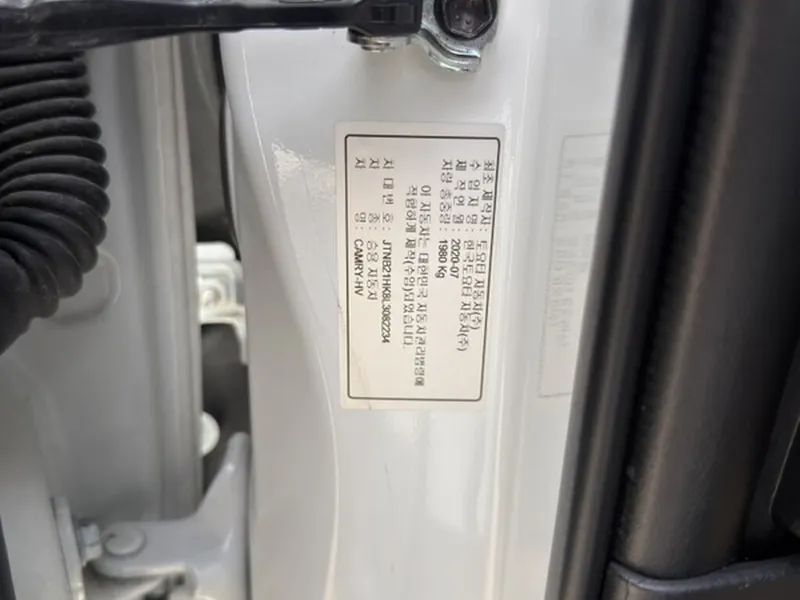 최초 제작자 : 토요타 자동차(주)
수 입 자 명 : 한국토요타 자동차(주)
제 작 연 월 : 2020-07
차량 총중량 : 1980 Kg
이 자동차는 대한민국 자동차관리법령에
적합하게 제작(수입)되었습니다.
차 대 번 호 : JTNB21HK8L3082234
차 종 : 승용 자동차
차 명 : CAMRY-HV